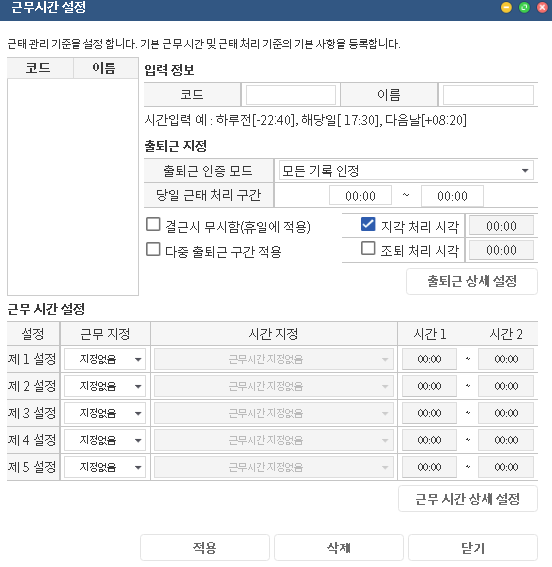 근무시간 설정
근태 관리 기준을 설정 합니다. 기본 근무 시간 및 근태 처리 기준의 기본 사항을 등록합니다.
코드 이름
입력 정보
코드 이름
시간입력 예 : 하루전[-22:40], 해당일[ 17:30], 다음날[+08:20]
출퇴근 지정
출퇴근 인증 모드 모든 기록 인정
당일 근태 처리 구간 00:00 ~ 00:00
결근시 무시함(휴일에 적용) 지각 처리 시각 00:00
다중 출퇴근 구간 적용 조퇴 처리 시각 00:00
출퇴근 상세 설정
근무 시간 설정
설정 근무 지정 시간 지정 시간 1 시간 2
제 1 설정 지정없음 근무시간 지정없음 00:00 ~ 00:00
제 2 설정 지정없음 근무시간 지정없음 00:00 ~ 00:00
제 3 설정 지정없음 근무시간 지정없음 00:00 ~ 00:00
제 4 설정 지정없음 근무시간 지정없음 00:00 ~ 00:00
제 5 설정 지정없음 근무시간 지정없음 00:00 ~ 00:00
근무 시간 상세 설정
적용 삭제 닫기